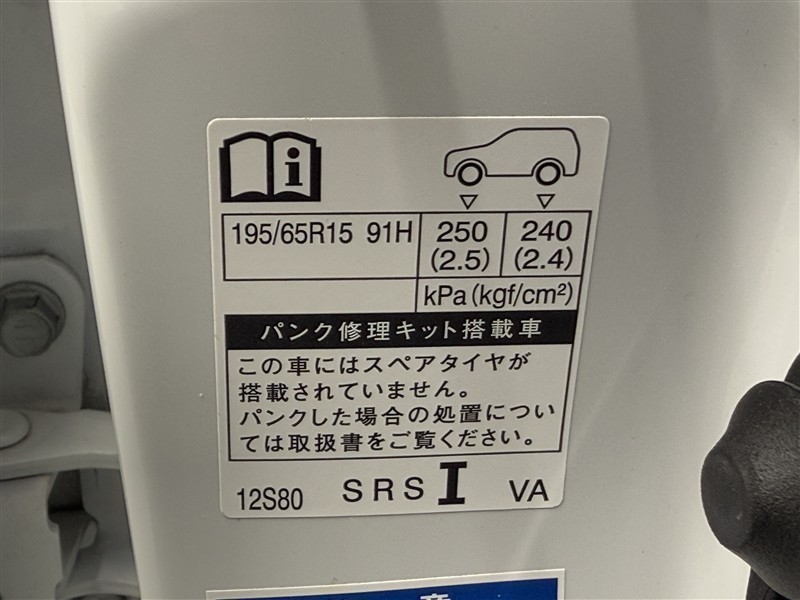 195/65R15 91H 250 240
(2.5) (2.4)
kPa(kgf/cm²)
パンク修理キット搭載車
この車にはスペアタイヤが
搭載されていません。
パンクした場合の処置につい
ては取扱書をご覧ください。
12S80 SRS I VA